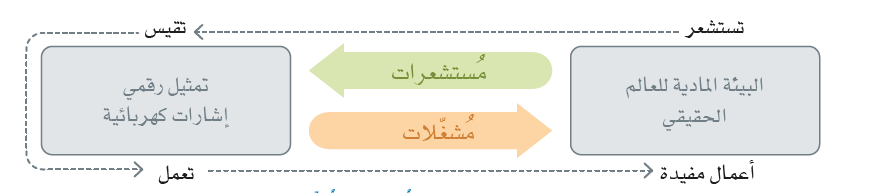 تستشعر
تقيس
البيئة المادية للعالم
الحقيقي
مُستشعرات
مُشغّلات
تمثيل رقمي
إشارات كهربائية
أعمال مفيدة
تعمل